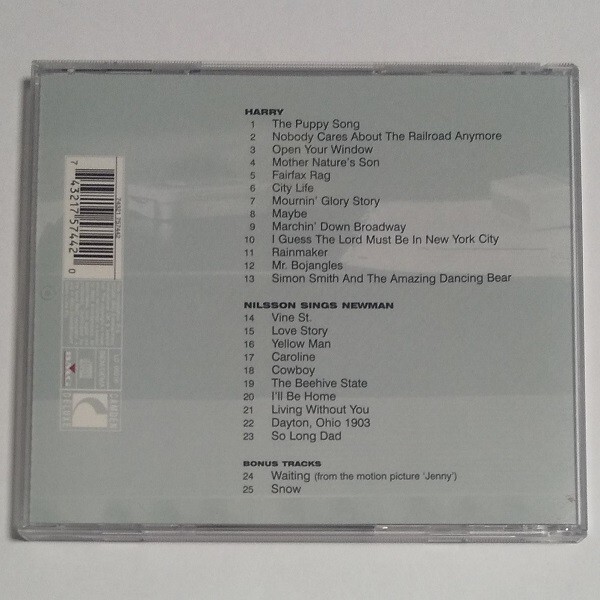 HARRY
1 The Puppy Song
2 Nobody Cares About The Railroad Anymore
3 Open Your Window
4 Mother Nature's Son
5 Fairfax Rag
6 City Life
7 Mournin' Glory Story
8 Maybe
9 Marchin' Down Broadway
10 I Guess The Lord Must Be In New York City
11 Rainmaker
12 Mr. Bojangles
13 Simon Smith And The Amazing Dancing Bear
NILSSON SINGS NEWMAN
14 Vine St.
15 Love Story
16 Yellow Man
17 Caroline
18 Cowboy
19 The Beehive State
20 I'll Be Home
21 Living Without You
22 Dayton, Ohio 1903
23 So Long Dad
BONUS TRACKS
24 Waiting (from the motion picture 'Jenny')
25 Snow
7 43217 57442 0